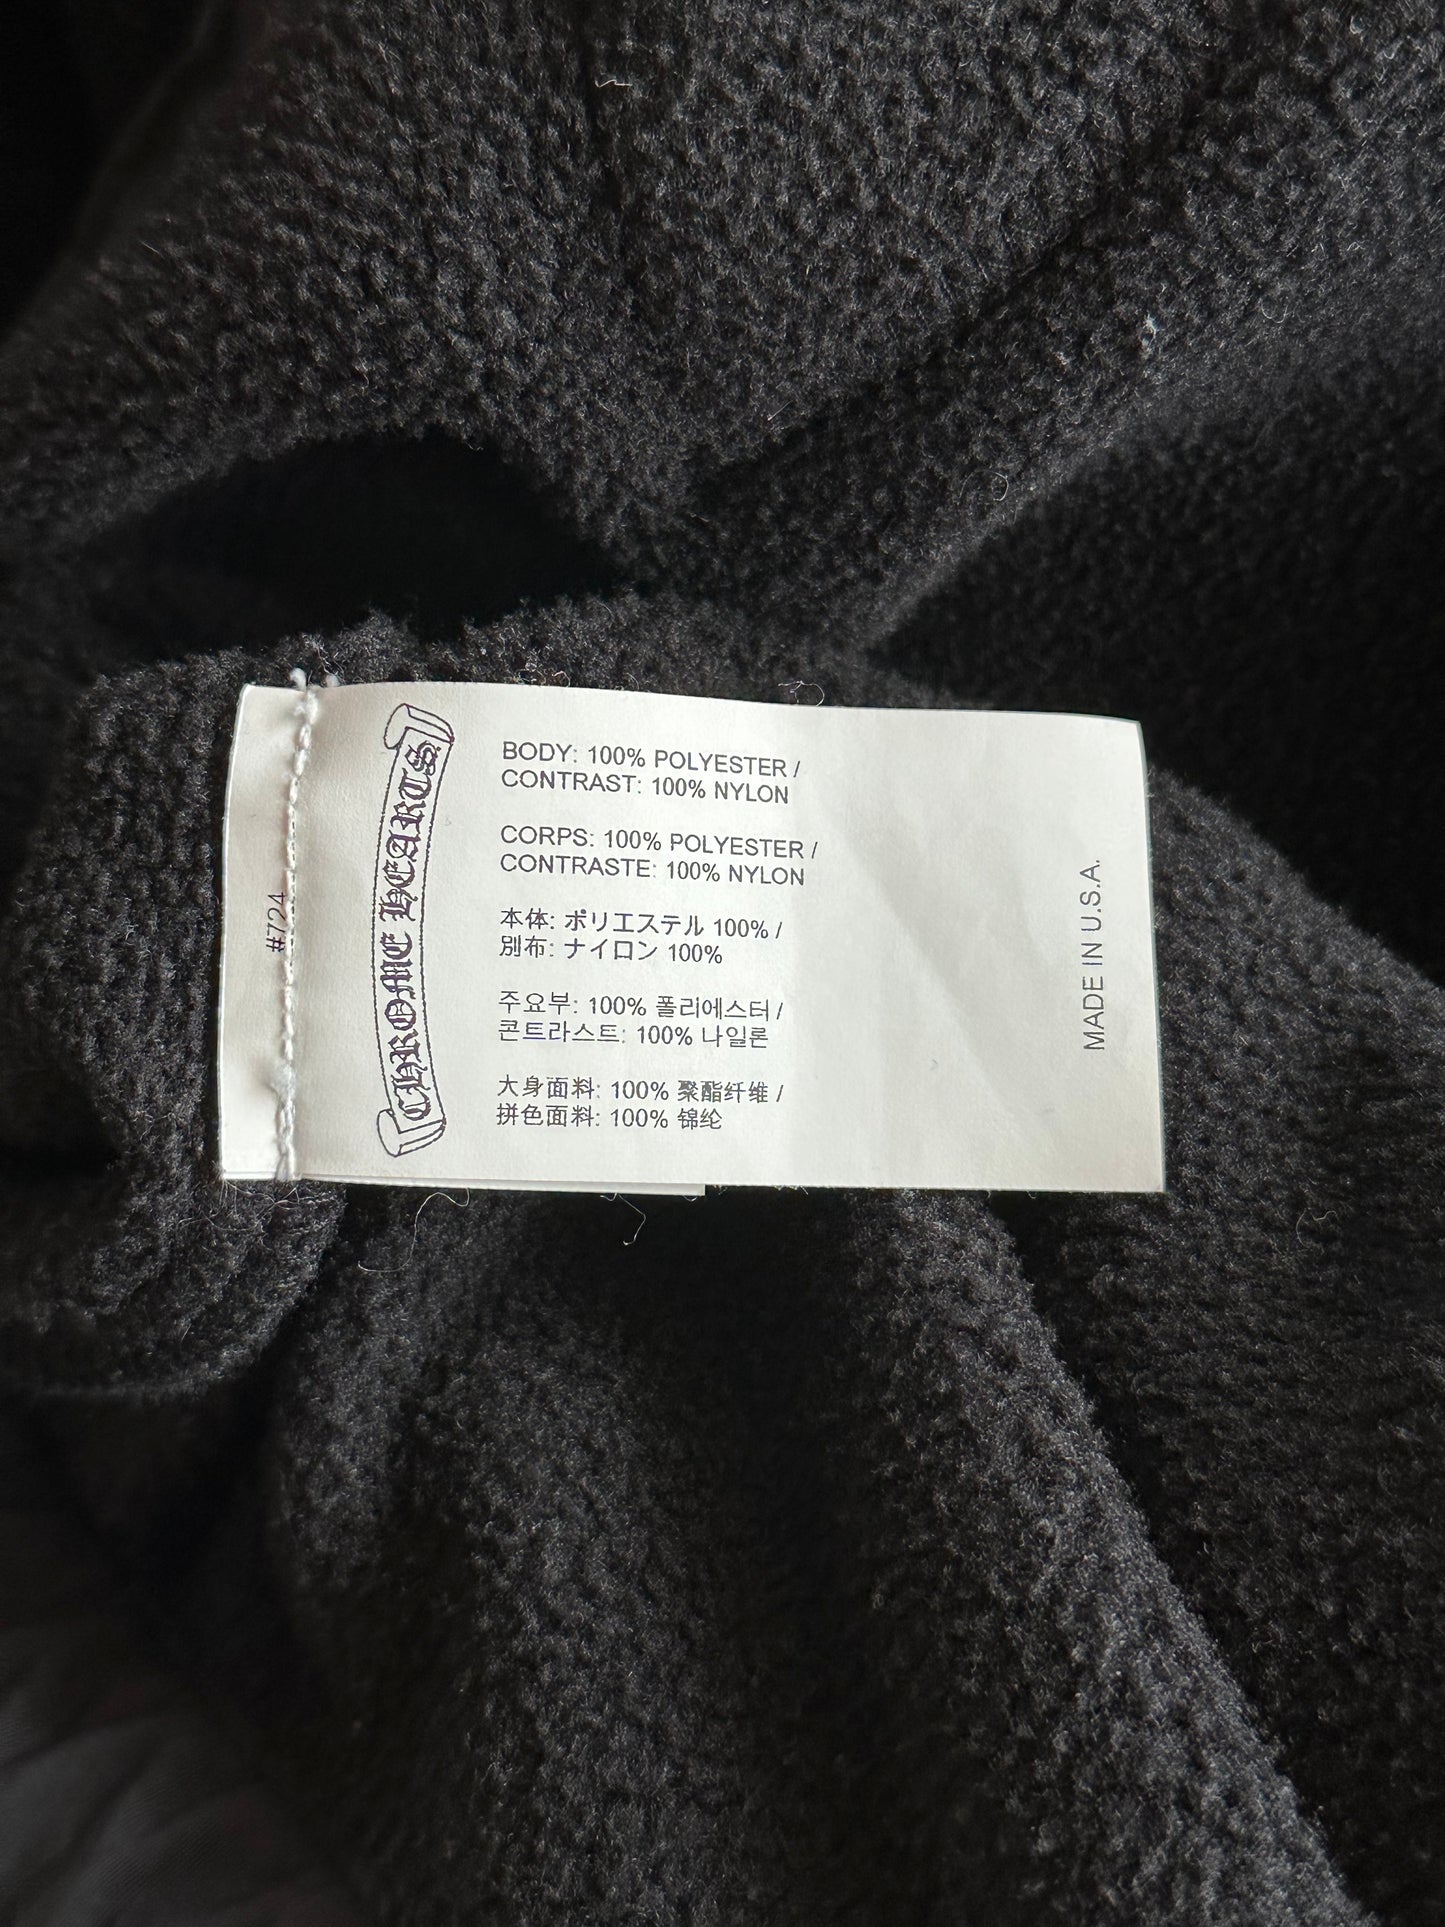 #724
CHROME HEARTS
BODY: 100% POLYESTER /
CONTRAST: 100% NYLON
CORPS: 100% POLYESTER /
CONTRASTE: 100% NYLON
本体: ポリエステル 100% /
別布: ナイロン 100%
주요부: 100% 폴리에스터 /
콘트라스트: 100% 나일론
大身面料: 100% 聚酯纤维 /
拼色面料: 100% 锦纶
MADE IN U.S.A.